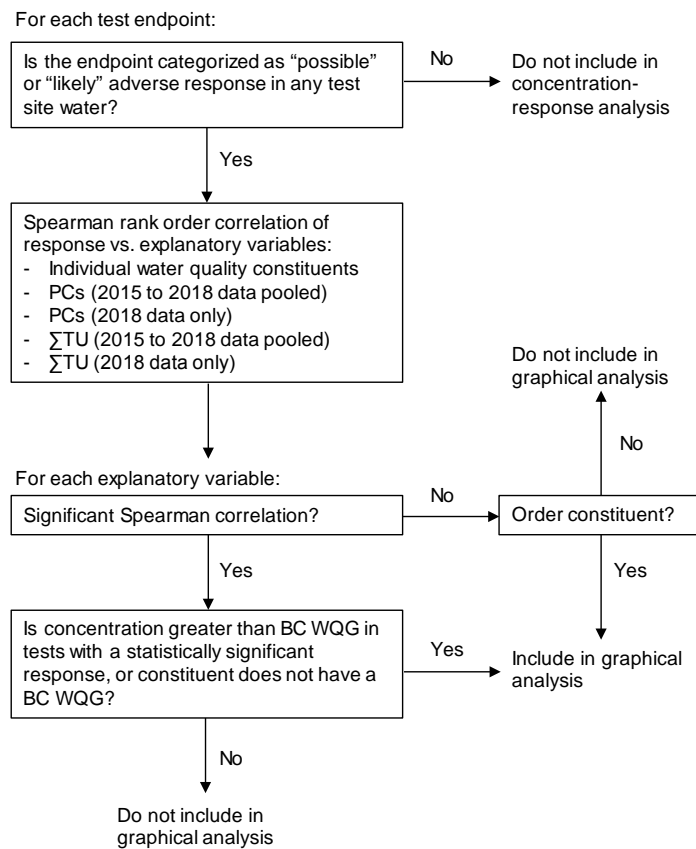 For each test endpoint:
Is the endpoint categorized as “possible”
or “likely” adverse response in any test
site water?
No
Do not include in
concentration-
response analysis
Yes
Spearman rank order correlation of
response vs. explanatory variables:
- Individual water quality constituents
- PCs (2015 to 2018 data pooled)
- PCs (2018 data only)
- ∑TU (2015 to 2018 data pooled)
- ∑TU (2018 data only)
Do not include in
graphical analysis
No
For each explanatory variable:
Significant Spearman correlation?
No
Order constituent?
Yes
Yes
Is concentration greater than BC WQG in
tests with a statistically significant
response, or constituent does not have a
BC WQG?
Yes
Include in graphical
analysis
No
Do not include in
graphical analysis